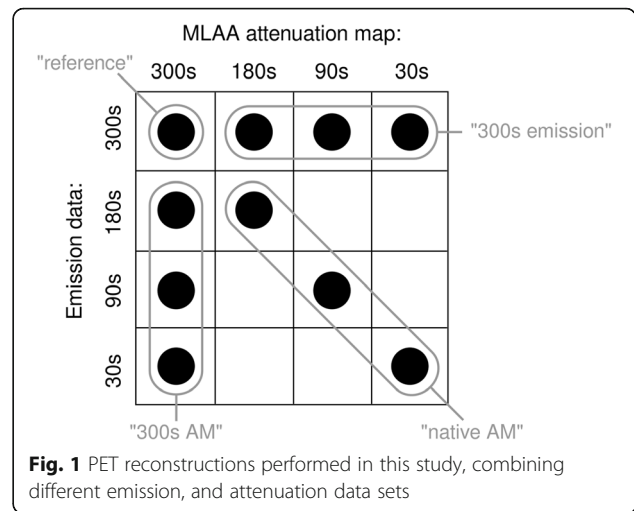 MLAA attenuation map:
"reference"
300s 180s 90s 30s
300s
"300s emission"
Emission data:
180s
90s
30s
"300s AM"
"native AM"
Fig. 1 PET reconstructions performed in this study, combining
different emission, and attenuation data sets